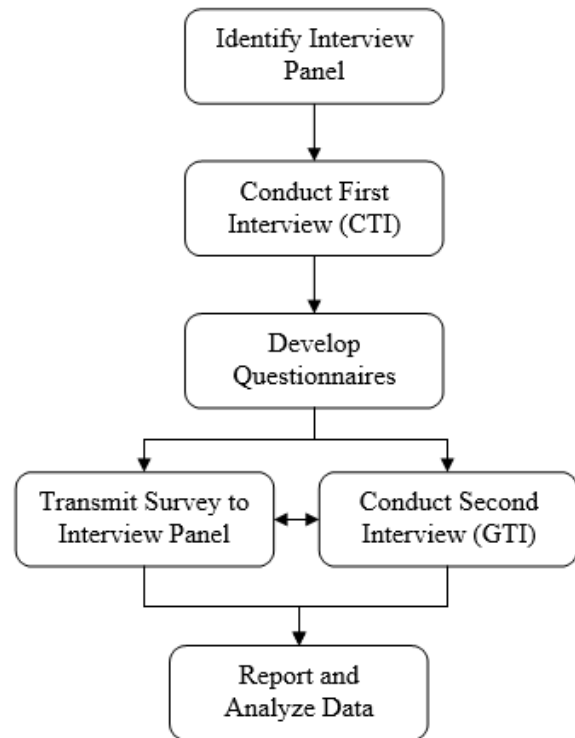 Identify Interview
Panel
Conduct First
Interview (CTI)
Develop
Questionnaires
Transmit Survey to
Interview Panel
Conduct Second
Interview (GTI)
Report and
Analyze Data